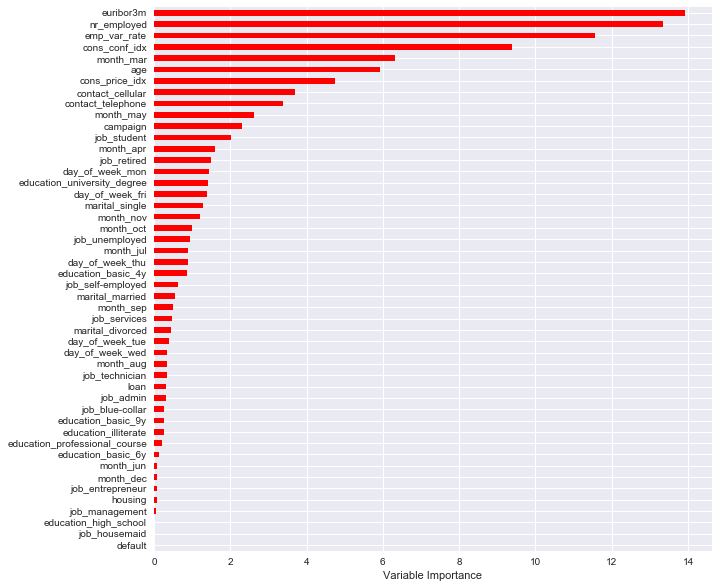 euribor3m
nr_employed
emp_var_rate
cons_conf_idx
month_mar
age
cons_price_idx
contact_cellular
contact_telephone
month_may
campaign
job_student
month_apr
job_retired
day_of_week_mon
education_university_degree
day_of_week_fri
marital_single
month_nov
month_oct
job_unemployed
month_jul
day_of_week_thu
education_basic_4y
job_self-employed
marital_married
month_sep
job_services
marital_divorced
day_of_week_tue
day_of_week_wed
month_aug
job_technician
loan
job_admin
job_blue-collar
education_basic_9y
education_illiterate
education_professional_course
education_basic_6y
month_jun
month_dec
job_entrepreneur
housing
job_management
education_high_school
job_housemaid
default
0 2 4 6 8 10 12 14
Variable Importance